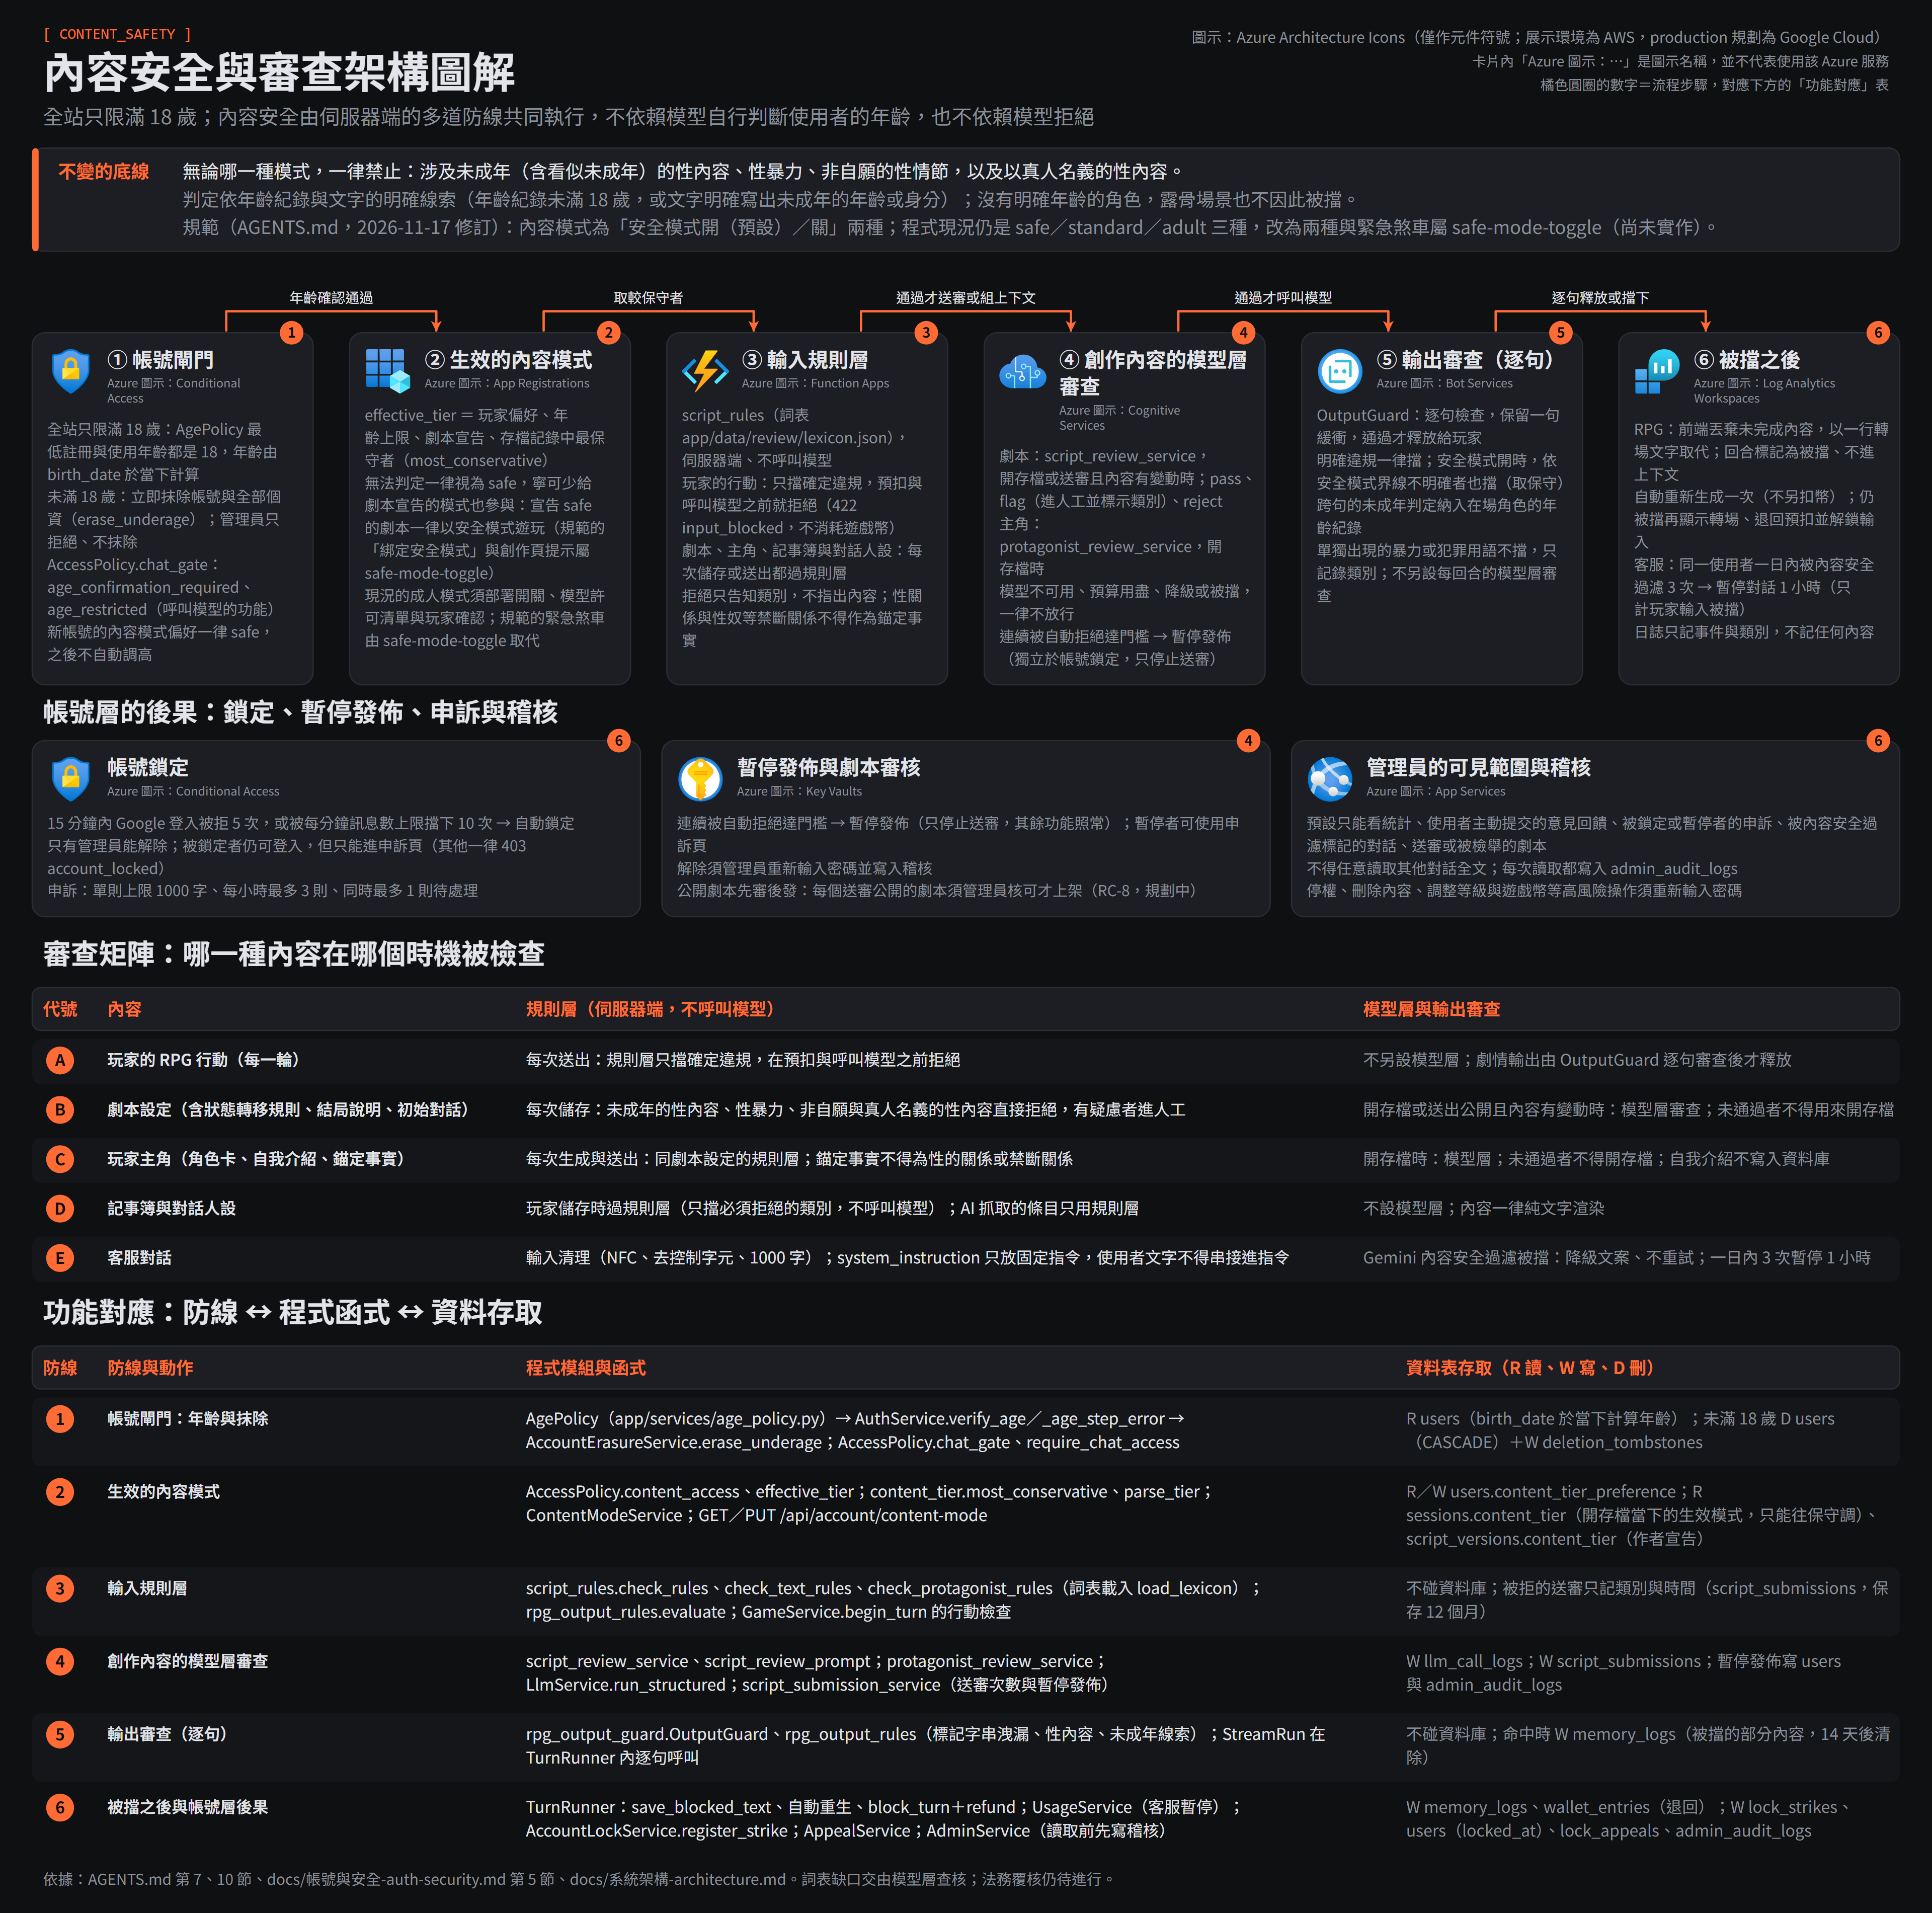 [ CONTENT_SAFETY ]
內容安全與審查架構圖解
全站只限滿 18 歲；內容安全由伺服器端的多道防線共同執行，不依賴模型自行判斷使用者的年齡，也不依賴模型拒絕
圖示：Azure Architecture Icons（僅作元件符號；展示環境為 AWS，production 規劃為 Google Cloud）
卡片內「Azure 圖示：…」是圖示名稱，並不代表使用該 Azure 服務
橘色圓圈的數字＝流程步驟，對應下方的「功能對應」表
不變的底線
無論哪一種模式，一律禁止：涉及未成年（含看似未成年）的性內容、性暴力、非自願的性情節，以及以真人名義的性內容。
判定依年齡紀錄與文字的明確線索（年齡紀錄未滿 18 歲，或文字明確寫出未成年的年齡或身分）；沒有明確年齡的角色，露骨場景也不因此被擋。
規範（AGENTS.md，2026-11-17 修訂）：內容模式為「安全模式開（預設）／關」兩種；程式現況仍是 safe／standard／adult 三種，改為兩種與緊急煞車屬 safe-mode-toggle（尚未實作）。
年齡確認通過
取較保守者
通過才送審或組上下文
通過才呼叫模型
逐句釋放或擋下
1
① 帳號閘門
Azure 圖示：Conditional
Access
全站只限滿 18 歲：AgePolicy 最
低註冊與使用年齡都是 18，年齡由
birth_date 於當下計算
未滿 18 歲：立即抹除帳號與全部個
資（erase_underage）；管理員只
拒絕、不抹除
AccessPolicy.chat_gate：
age_confirmation_required、
age_restricted（呼叫模型的功能）
新帳號的內容模式偏好一律 safe，
之後不自動調高
2
② 生效的內容模式
Azure 圖示：App Registrations
effective_tier ＝ 玩家偏好、年
齡上限、劇本宣告、存檔記錄中最保
守者（most_conservative）
無法判定一律視為 safe，寧可少給
劇本宣告的模式也參與：宣告 safe
的劇本一律以安全模式遊玩（規範的
「綁定安全模式」與創作頁提示屬
safe-mode-toggle）
現況的成人模式須部署開關、模型許
可清單與玩家確認；規範的緊急煞車
由 safe-mode-toggle 取代
3
③ 輸入規則層
Azure 圖示：Function Apps
script_rules（詞表
app/data/review/lexicon.json），
伺服器端、不呼叫模型
玩家的行動：只擋確定違規，預扣與
呼叫模型之前就拒絕（422
input_blocked，不消耗遊戲幣）
劇本、主角、記事簿與對話人設：每
次儲存或送出都過規則層
拒絕只告知類別，不指出內容；性關
係與性奴等禁斷關係不得作為錨定事
實
4
④ 創作內容的模型層
審查
Azure 圖示：Cognitive
Services
劇本：script_review_service，
開存檔或送審且內容有變動時；pass、
flag（進人工並標示類別）、reject
主角：
protagonist_review_service，開
存檔時
模型不可用、預算用盡、降級或被擋，
一律不放行
連續被自動拒絕達門檻 → 暫停發佈
（獨立於帳號鎖定，只停止送審）
5
⑤ 輸出審查（逐句）
Azure 圖示：Bot Services
OutputGuard：逐句檢查，保留一句
緩衝，通過才釋放給玩家
明確違規一律擋；安全模式開時，依
安全模式界線不明確者也擋（取保守）
跨句的未成年判定納入在場角色的年
齡紀錄
單獨出現的暴力或犯罪用語不擋，只
記錄類別；不另設每回合的模型層審
查
6
⑥ 被擋之後
Azure 圖示：Log Analytics
Workspaces
RPG：前端丟棄未完成內容，以一行轉
場文字取代；回合標記為被擋、不進
上下文
自動重新生成一次（不另扣幣）；仍
被擋再顯示轉場、退回預扣並解鎖輸
入
客服：同一使用者一日內被內容安全
過濾 3 次 → 暫停對話 1 小時（只
計玩家輸入被擋）
日誌只記事件與類別，不記任何內容
帳號層的後果：鎖定、暫停發佈、申訴與稽核
6
帳號鎖定
Azure 圖示：Conditional Access
15 分鐘內 Google 登入被拒 5 次，或被每分鐘訊息數上限擋下 10 次 → 自動鎖定
只有管理員能解除；被鎖定者仍可登入，但只能進申訴頁（其他一律 403
account_locked）
申訴：單則上限 1000 字、每小時最多 3 則、同時最多 1 則待處理
4
暫停發佈與劇本審核
Azure 圖示：Key Vaults
連續被自動拒絕達門檻 → 暫停發佈（只停止送審，其餘功能照常）；暫停者可使用申
訴頁
解除須管理員重新輸入密碼並寫入稽核
公開劇本先審後發：每個送審公開的劇本須管理員核可才上架（RC-8，規劃中）
6
管理員的可見範圍與稽核
Azure 圖示：App Services
預設只能看統計、使用者主動提交的意見回饋、被鎖定或暫停者的申訴、被內容安全過
濾標記的對話、送審或被檢舉的劇本
不得任意讀取其他對話全文；每次讀取都寫入 admin_audit_logs
停權、刪除內容、調整等級與遊戲幣等高風險操作須重新輸入密碼
審查矩陣：哪一種內容在哪個時機被檢查
代號 內容 規則層（伺服器端，不呼叫模型） 模型層與輸出審查
A 玩家的 RPG 行動（每一輪） 每次送出：規則層只擋確定違規，在預扣與呼叫模型之前拒絕 不另設模型層；劇情輸出由 OutputGuard 逐句審查後才釋放
B 劇本設定（含狀態轉移規則、結局說明、初始對話） 每次儲存：未成年的性內容、性暴力、非自願與真人名義的性內容直接拒絕，有疑慮者進人工 開存檔或送出公開且內容有變動時：模型層審查；未通過者不得用來開存檔
C 玩家主角（角色卡、自我介紹、錨定事實） 每次生成與送出：同劇本設定的規則層；錨定事實不得為性的關係或禁斷關係 開存檔時：模型層；未通過者不得開存檔；自我介紹不寫入資料庫
D 記事簿與對話人設 玩家儲存時過規則層（只擋必須拒絕的類別，不呼叫模型）；AI 抓取的條目只用規則層 不設模型層；內容一律純文字渲染
E 客服對話 輸入清理（NFC、去控制字元、1000 字）；system_instruction 只放固定指令，使用者文字不得串接進指令 Gemini 內容安全過濾被擋：降級文案、不重試；一日內 3 次暫停 1 小時
功能對應：防線 ↔ 程式函式 ↔ 資料存取
防線 防線與動作 程式模組與函式 資料表存取（R 讀、W 寫、D 刪）
1 帳號閘門：年齡與抹除 AgePolicy（app/services/age_policy.py）→ AuthService.verify_age／_age_step_error → R users（birth_date 於當下計算年齡）；未滿 18 歲 D users
AccountErasureService.erase_underage；AccessPolicy.chat_gate、require_chat_access （CASCADE）＋W deletion_tombstones
2 生效的內容模式 AccessPolicy.content_access、effective_tier；content_tier.most_conservative、parse_tier； R／W users.content_tier_preference；R
ContentModeService；GET／PUT /api/account/content-mode sessions.content_tier（開存檔當下的生效模式，只能往保守調）、
script_versions.content_tier（作者宣告）
3 輸入規則層 script_rules.check_rules、check_text_rules、check_protagonist_rules（詞表載入 load_lexicon）； 不碰資料庫；被拒的送審只記類別與時間（script_submissions，保
rpg_output_rules.evaluate；GameService.begin_turn 的行動檢查 存 12 個月）
4 創作內容的模型層審查 script_review_service、script_review_prompt；protagonist_review_service； W llm_call_logs；W script_submissions；暫停發佈寫 users
LlmService.run_structured；script_submission_service（送審次數與暫停發佈） 與 admin_audit_logs
5 輸出審查（逐句） rpg_output_guard.OutputGuard、rpg_output_rules（標記字串洩漏、性內容、未成年線索）；StreamRun 在 不碰資料庫；命中時 W memory_logs（被擋的部分內容，14 天後清
TurnRunner 內逐句呼叫 除）
6 被擋之後與帳號層後果 TurnRunner：save_blocked_text、自動重生、block_turn＋refund；UsageService（客服暫停）； W memory_logs、wallet_entries（退回）；W lock_strikes、
AccountLockService.register_strike；AppealService；AdminService（讀取前先寫稽核） users（locked_at）、lock_appeals、admin_audit_logs
依據：AGENTS.md 第 7、10 節、docs/帳號與安全-auth-security.md 第 5 節、docs/系統架構-architecture.md。詞表缺口交由模型層查核；法務覆核仍待進行。